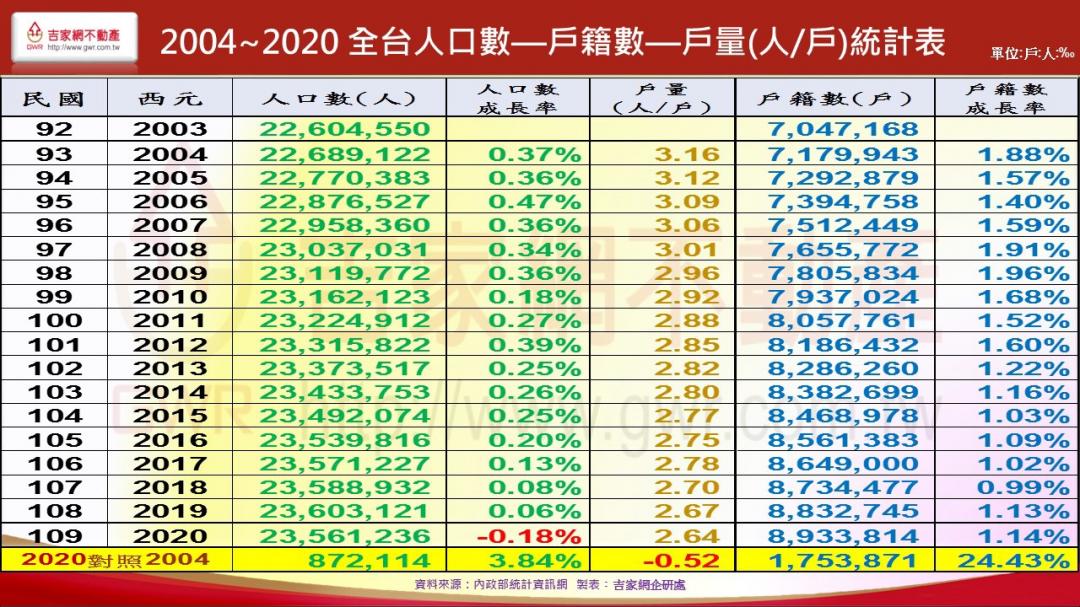 吉家網不動產
GWR http://www.gwr.com.tw
2004~2020 全台人口數—戶籍數—戶量(人/戶)統計表
單位:戶:人:‰
民國 西元 人口數(人) 人口數成長率 戶量(人/戶) 戶籍數(戶) 戶籍數成長率
92 2003 22,604,550 7,047,168
93 2004 22,689,122 0.37% 3.16 7,179,943 1.88%
94 2005 22,770,383 0.36% 3.12 7,292,879 1.57%
95 2006 22,876,527 0.47% 3.09 7,394,758 1.40%
96 2007 22,958,360 0.36% 3.06 7,512,449 1.59%
97 2008 23,037,031 0.34% 3.01 7,655,772 1.91%
98 2009 23,119,772 0.36% 2.96 7,805,834 1.96%
99 2010 23,162,123 0.18% 2.92 7,937,024 1.68%
100 2011 23,224,912 0.27% 2.88 8,057,761 1.52%
101 2012 23,315,822 0.39% 2.85 8,186,432 1.60%
102 2013 23,373,517 0.25% 2.82 8,286,260 1.22%
103 2014 23,433,753 0.26% 2.80 8,382,699 1.16%
104 2015 23,492,074 0.25% 2.77 8,468,978 1.03%
105 2016 23,539,816 0.20% 2.75 8,561,383 1.09%
106 2017 23,571,227 0.13% 2.78 8,649,000 1.02%
107 2018 23,588,932 0.08% 2.70 8,734,477 0.99%
108 2019 23,603,121 0.06% 2.67 8,832,745 1.13%
109 2020 23,561,236 -0.18% 2.64 8,933,814 1.14%
2020對照2004 872,114 3.84% -0.52 1,753,871 24.43%
資料來源：內政部統計資訊網 製表：吉家網企研處
吉家網不動產
GWR http://www.gwr.com.tw